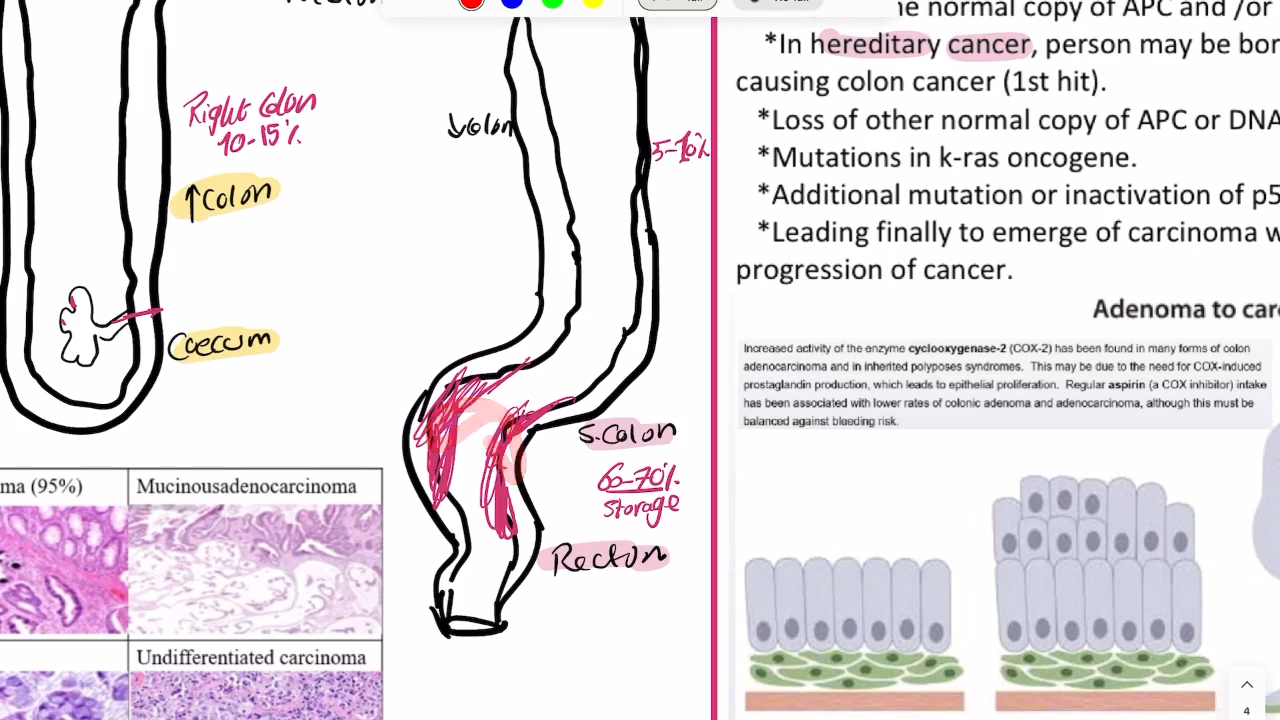 Right Colon
10-15%
↑Colon
Caecum
↓Colon
5-10%
S.Colon
60-70%
Storage
Rectum
ma (95%)
Mucinousadenocarcinoma
Undifferentiated carcinoma
he normal copy of APC and /or
*In hereditary cancer, person may be bor
causing colon cancer (1st hit).
*Loss of other normal copy of APC or DNA
*Mutations in k-ras oncogene.
*Additional mutation or inactivation of p5
*Leading finally to emerge of carcinoma w
progression of cancer.
Adenoma to car
Increased activity of the enzyme cyclooxygenase-2 (COX-2) has been found in many forms of colon
adenocarcinoma and in inherited polyposes syndromes. This may be due to the need for COX-induced
prostaglandin production, which leads to epithelial proliferation. Regular aspirin (a COX inhibitor) intake
has been associated with lower rates of colonic adenoma and adenocarcinoma, although this must be
balanced against bleeding risk.
4